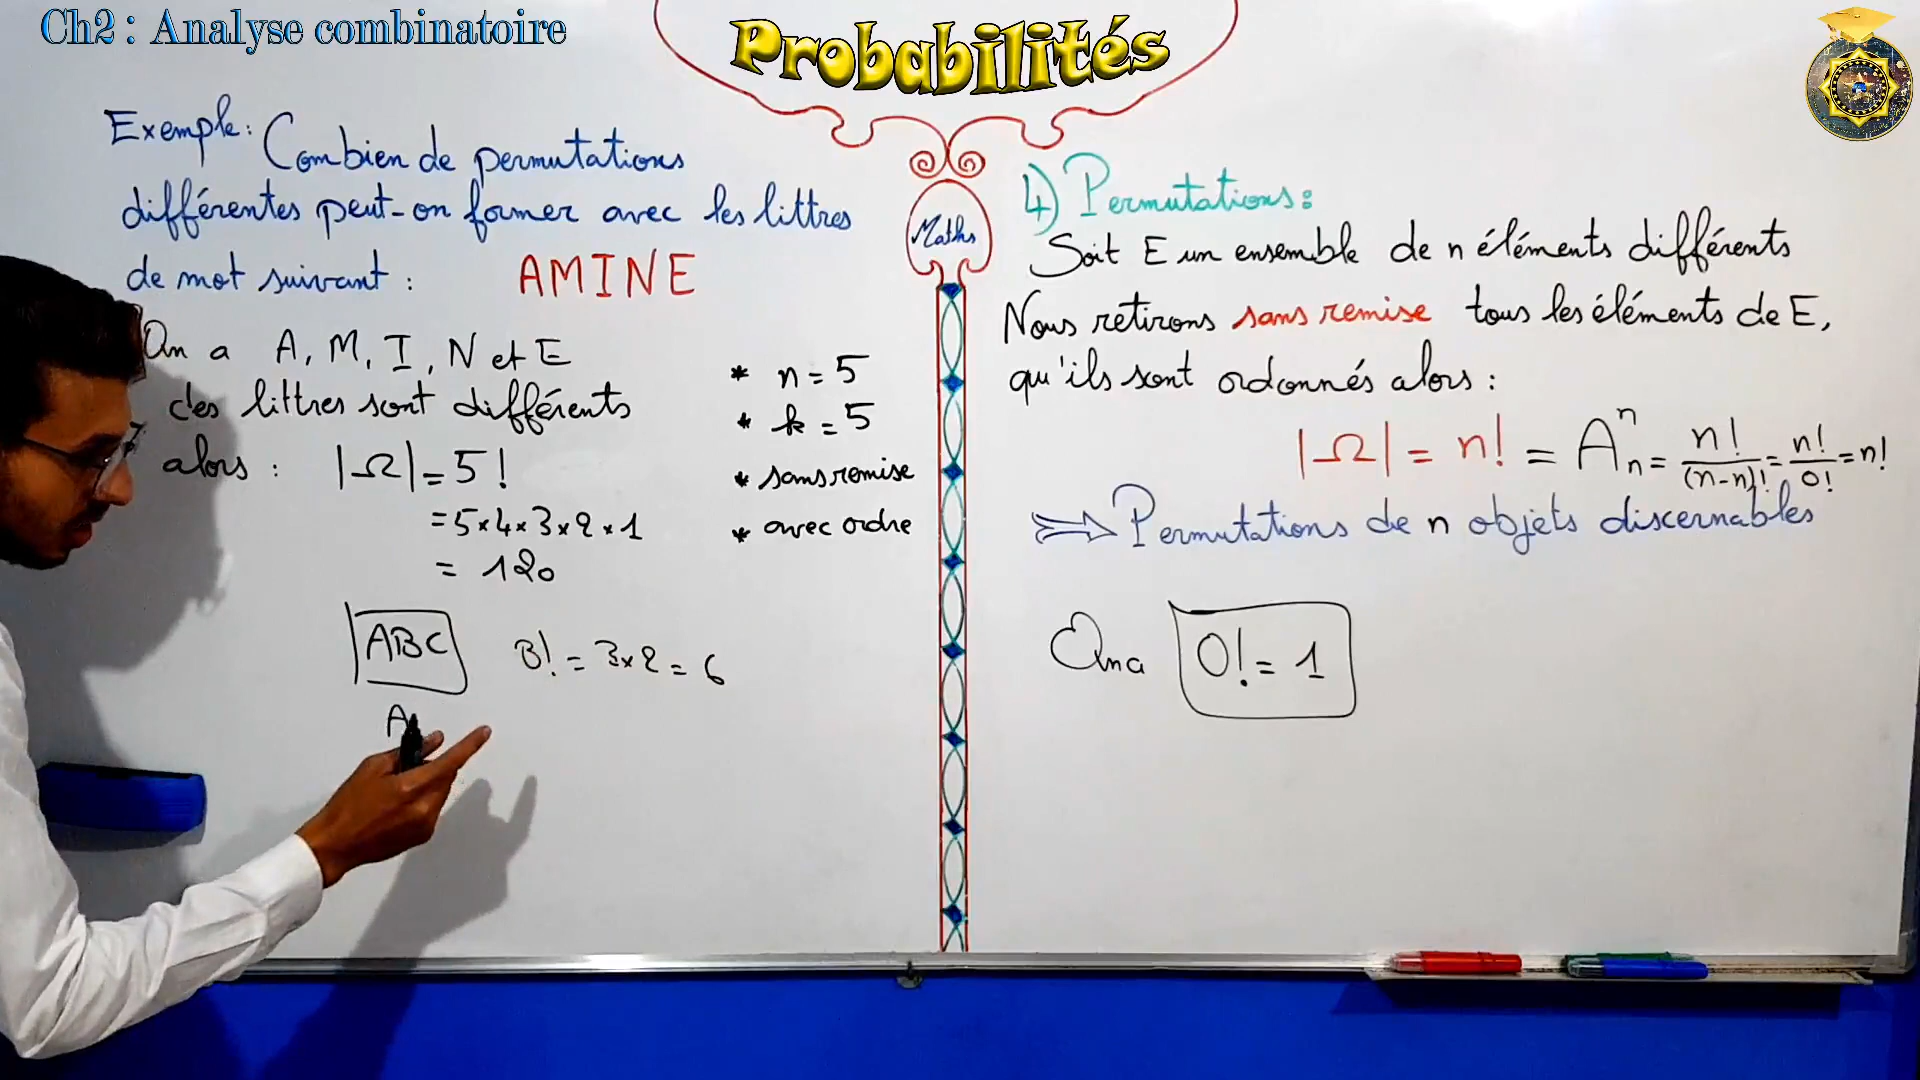 Ch2 : Analyse combinatoire
Probabilités
Exemple: Combien de permutations
différentes peut-on former avec les littres
de mot suivant : AMINE
On a A, M, I, N et E
des littres sont différents
alors : |Ω| = 5!
= 5×4×3×2×1
= 120
* n = 5
* k = 5
* sans remise
* avec ordre
ABC 3! = 3×2 = 6
A
Maths
4) Permutations :
Soit E un ensemble de n éléments différents
Nous retirons sans remise tous les éléments de E,
qu'ils sont ordonnés alors :
|Ω| = n! = Aⁿₙ = n!/(n-n)! = n!/0! = n!
⇒ Permutations de n objets discernables
On a 0! = 1